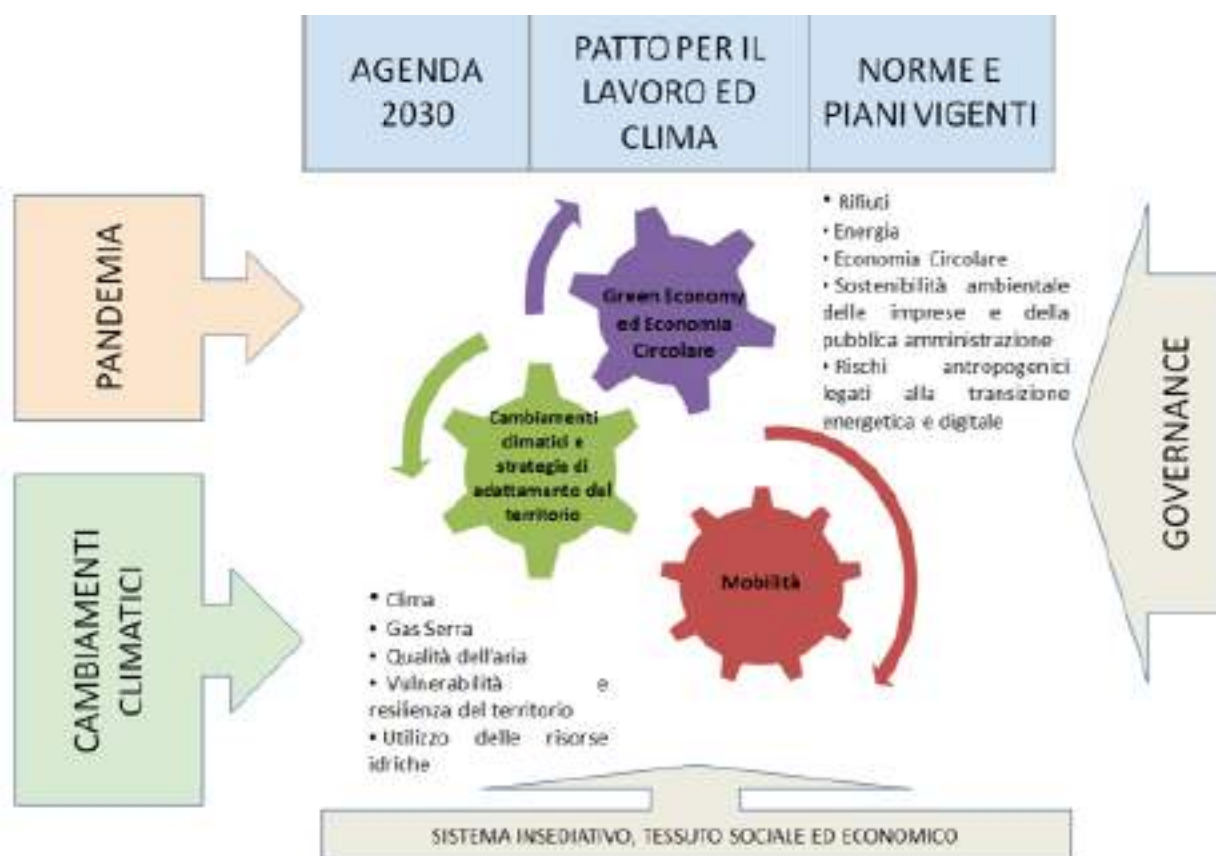 AGENDA
2030
PATTO PER IL
LAVORO ED
CLIMA
NORME E
PIANI VIGENTI
PANDEMIA
CAMBIAMENTI
CLIMATICI
Green Economy
ed Economia
Circolare
• Rifiuti
• Energia
• Economia Circolare
• Sostenibilità ambientale
delle imprese e della
pubblica amministrazione
• Rischi antropogenici
legati alla transizione
energetica e digitale
GOVERNANCE
Cambiamenti
climatici e
strategie di
adattamento del
territorio
Mobilità
• Clima
• Gas Serra
• Qualità dell'aria
• Vulnerabilità e
resilienza del territorio
• Utilizzo delle risorse
idriche
SISTEMA INSEDIATIVO, TESSUTO SOCIALE ED ECONOMICO